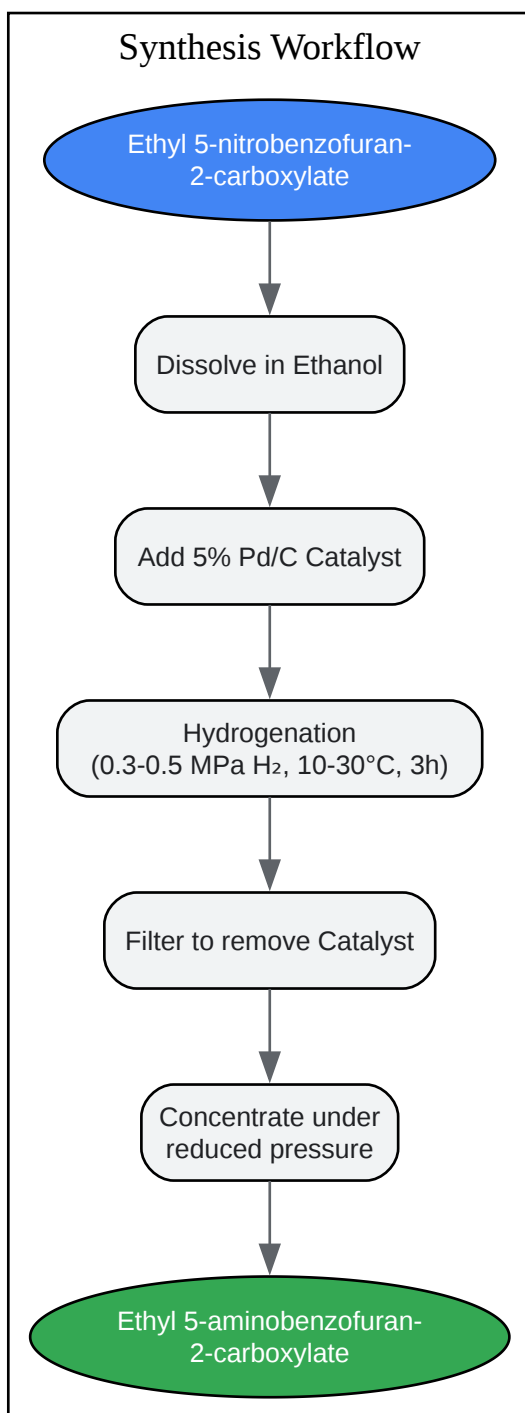 Synthesis Workflow
Ethyl 5-nitrobenzofuran-
2-carboxylate
Dissolve in Ethanol
Add 5% Pd/C Catalyst
Hydrogenation
(0.3-0.5 MPa H₂, 10-30°C, 3h)
Filter to remove Catalyst
Concentrate under
reduced pressure
Ethyl 5-aminobenzofuran-
2-carboxylate